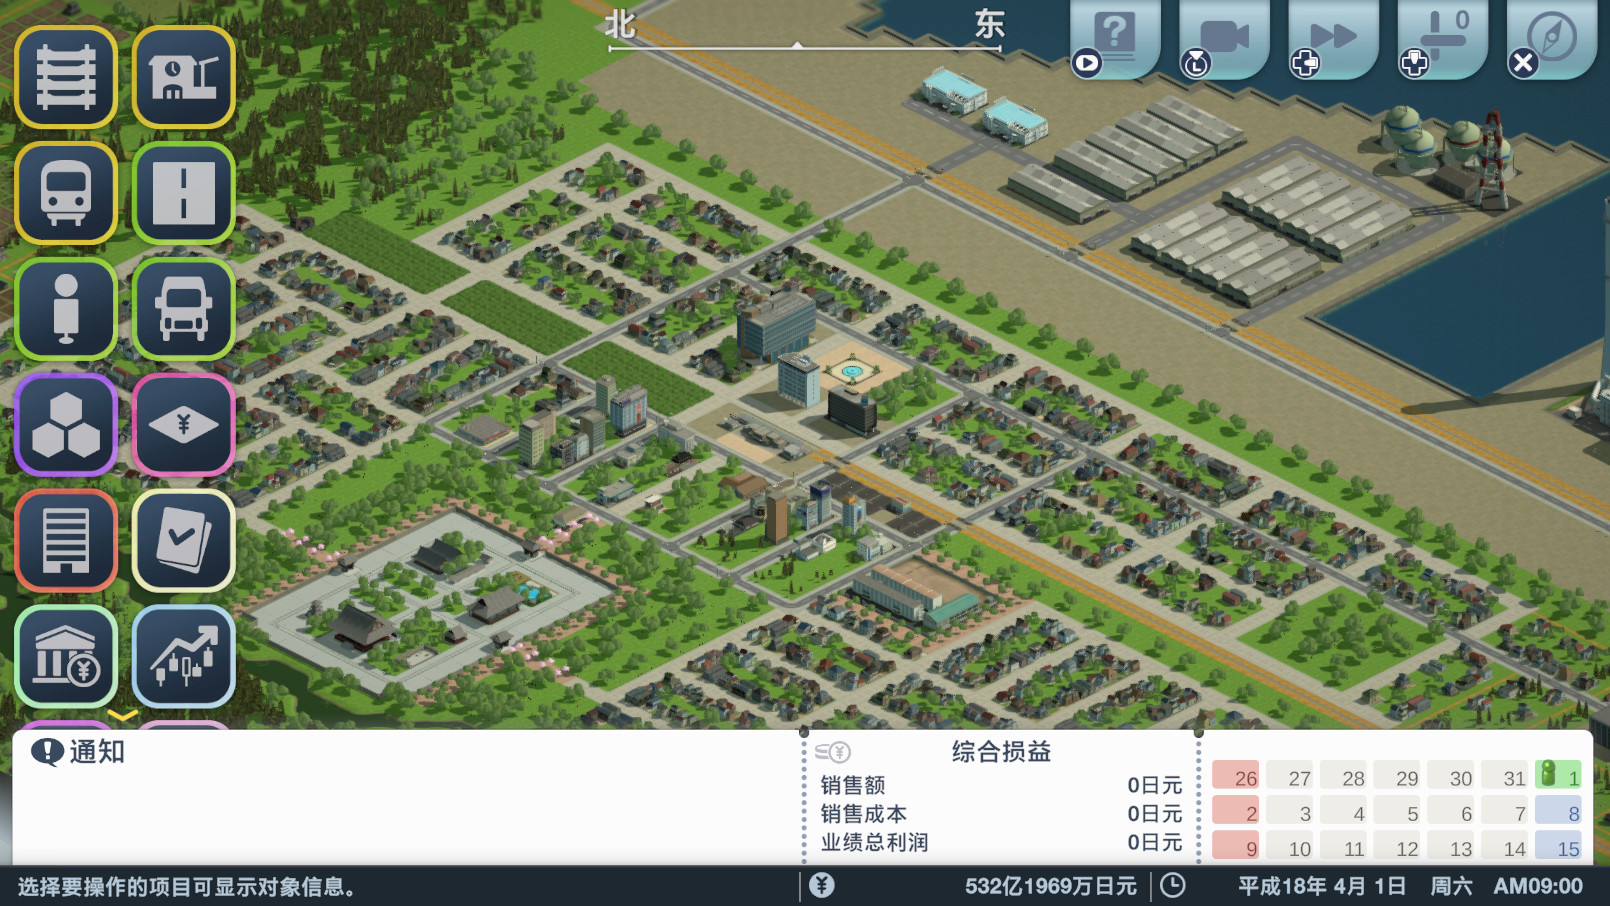 北
东
?
0
L
¥
¥
通知
综合损益
销售额 0日元
销售成本 0日元
业绩总利润 0日元
26 27 28 29 30 31 1
2 3 4 5 6 7 8
9 10 11 12 13 14 15
选择要操作的项目可显示对象信息。
¥ 532亿1969万日元
平成18年 4月 1日 周六 AM09:00